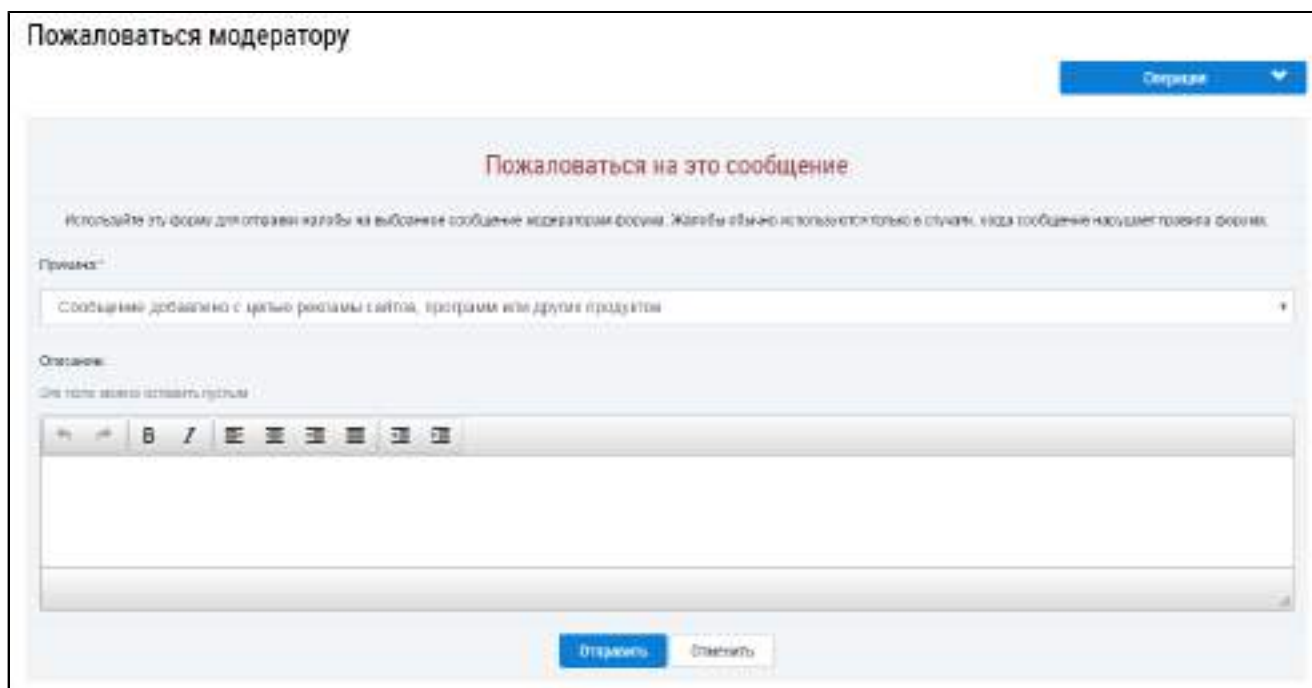 Пожаловаться модератору
Операции
Пожаловаться на это сообщение
Используйте эту форму для отправки жалобы на выбранное сообщение модераторам форума. Жалобы обычно используются только в случаях, когда сообщение нарушает правила форума.
Причина:*
Сообщение добавлено с целью рекламы сайтов, программ или других продуктов
Описание:
Это поле можно оставить пустым
B I
Отправить Отменить